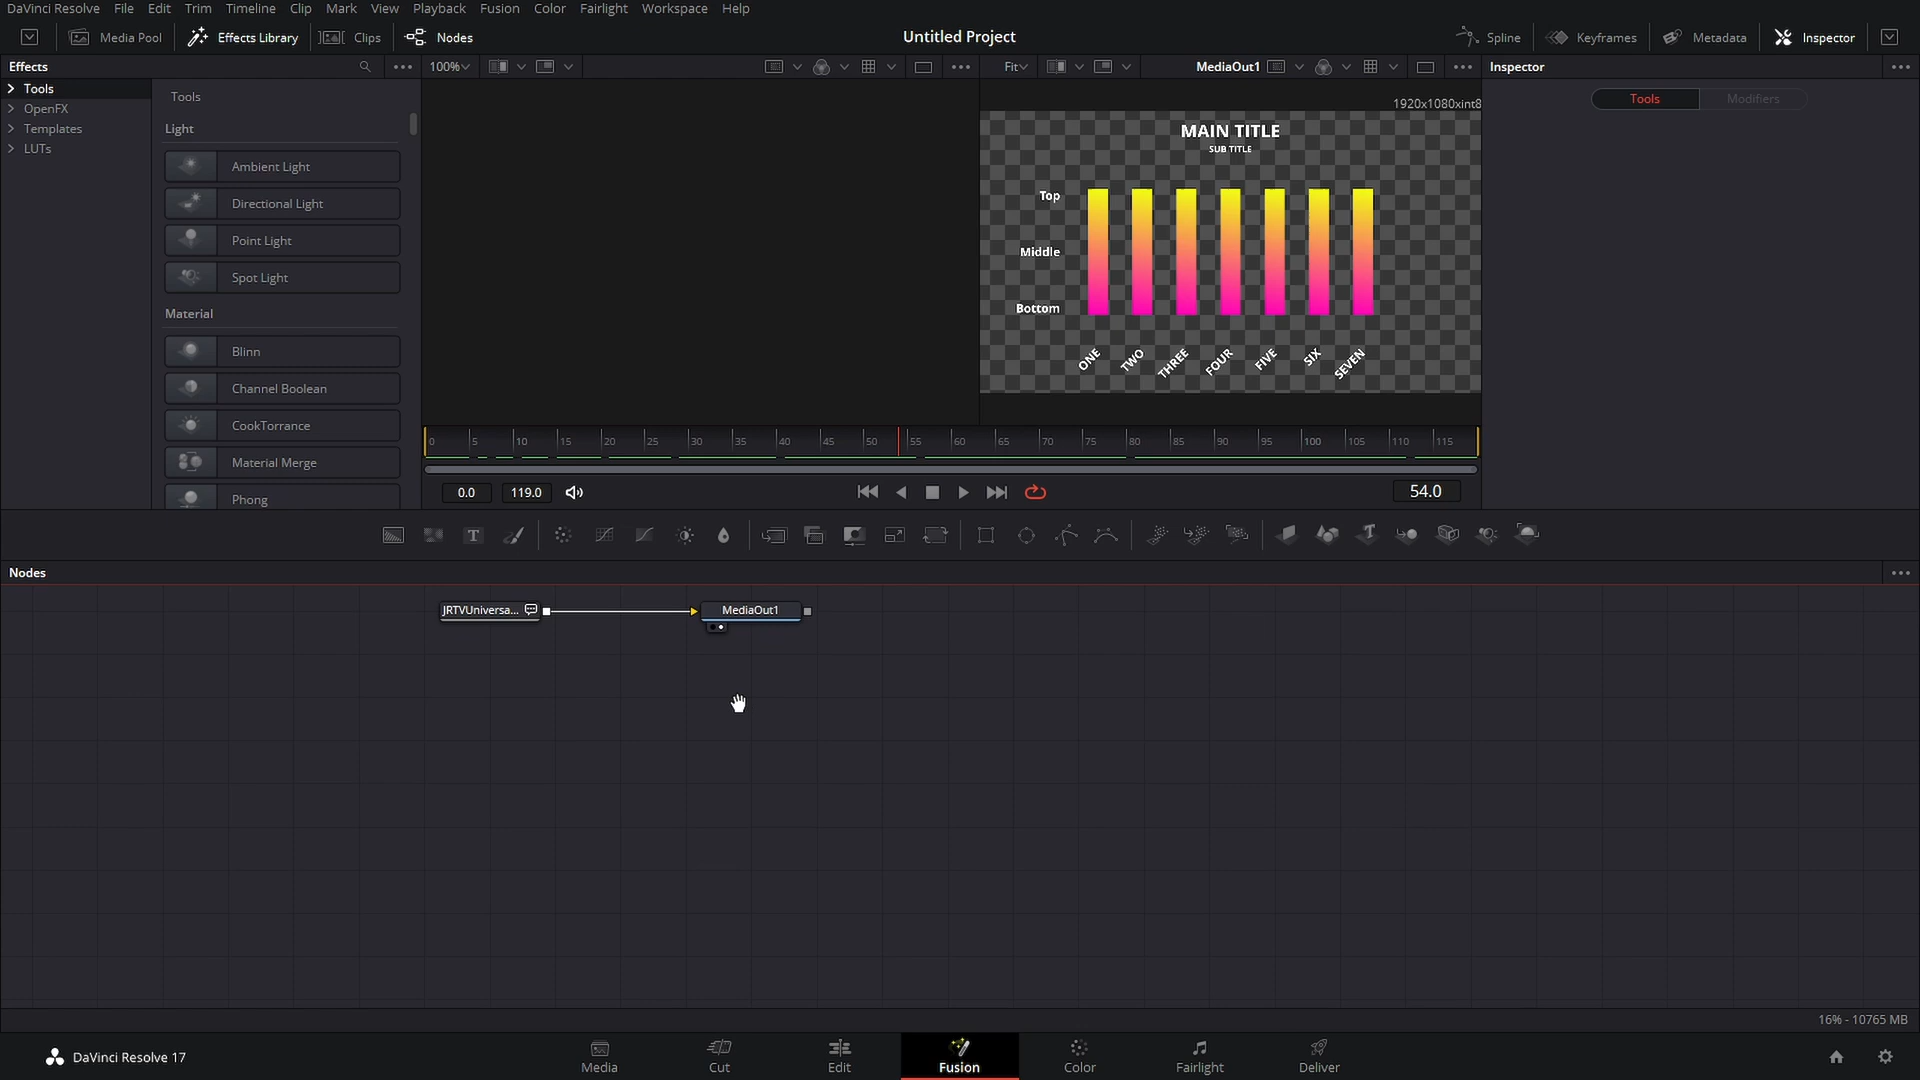 DaVinci Resolve File Edit Trim Timeline Clip Mark View Playback Fusion Color Fairlight Workspace Help
Media Pool Effects Library Clips Nodes Untitled Project Spline Keyframes Metadata Inspector
Effects 100% Fit MediaOut1 Inspector
Tools
OpenFX
Templates
LUTs
Tools
Light
Ambient Light
Directional Light
Point Light
Spot Light
Material
Blinn
Channel Boolean
CookTorrance
Material Merge
Phong
1920x1080xint8
MAIN TITLE
SUB TITLE
Top
Middle
Bottom
ONE TWO THREE FOUR FIVE SIX SEVEN
Tools Modifiers
0 5 10 15 20 25 30 35 40 45 50 55 60 65 70 75 80 85 90 95 100 105 110 115
0.0 119.0 54.0
T T
Nodes
JRTVUniversa... MediaOut1
16% - 10765 MB
DaVinci Resolve 17
Media Cut Edit Fusion Color Fairlight Deliver